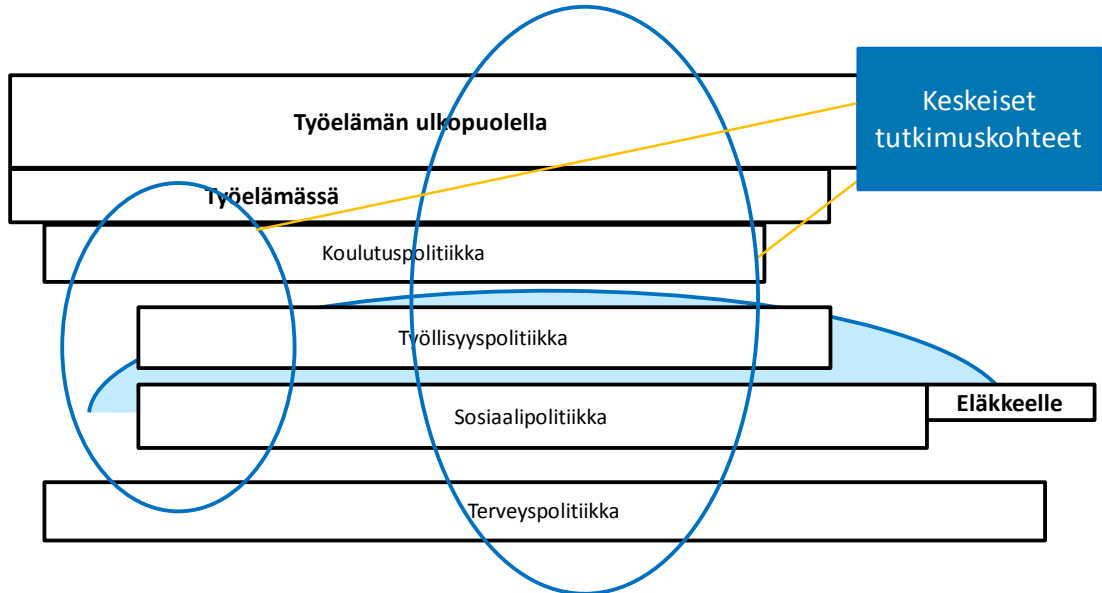 Työelämän ulkopuolella
Keskeiset
tutkimuskohteet
Työelämässä
Koulutuspolitiikka
Työllisyyspolitiikka
Sosiaalipolitiikka
Eläkkeelle
Terveyspolitiikka